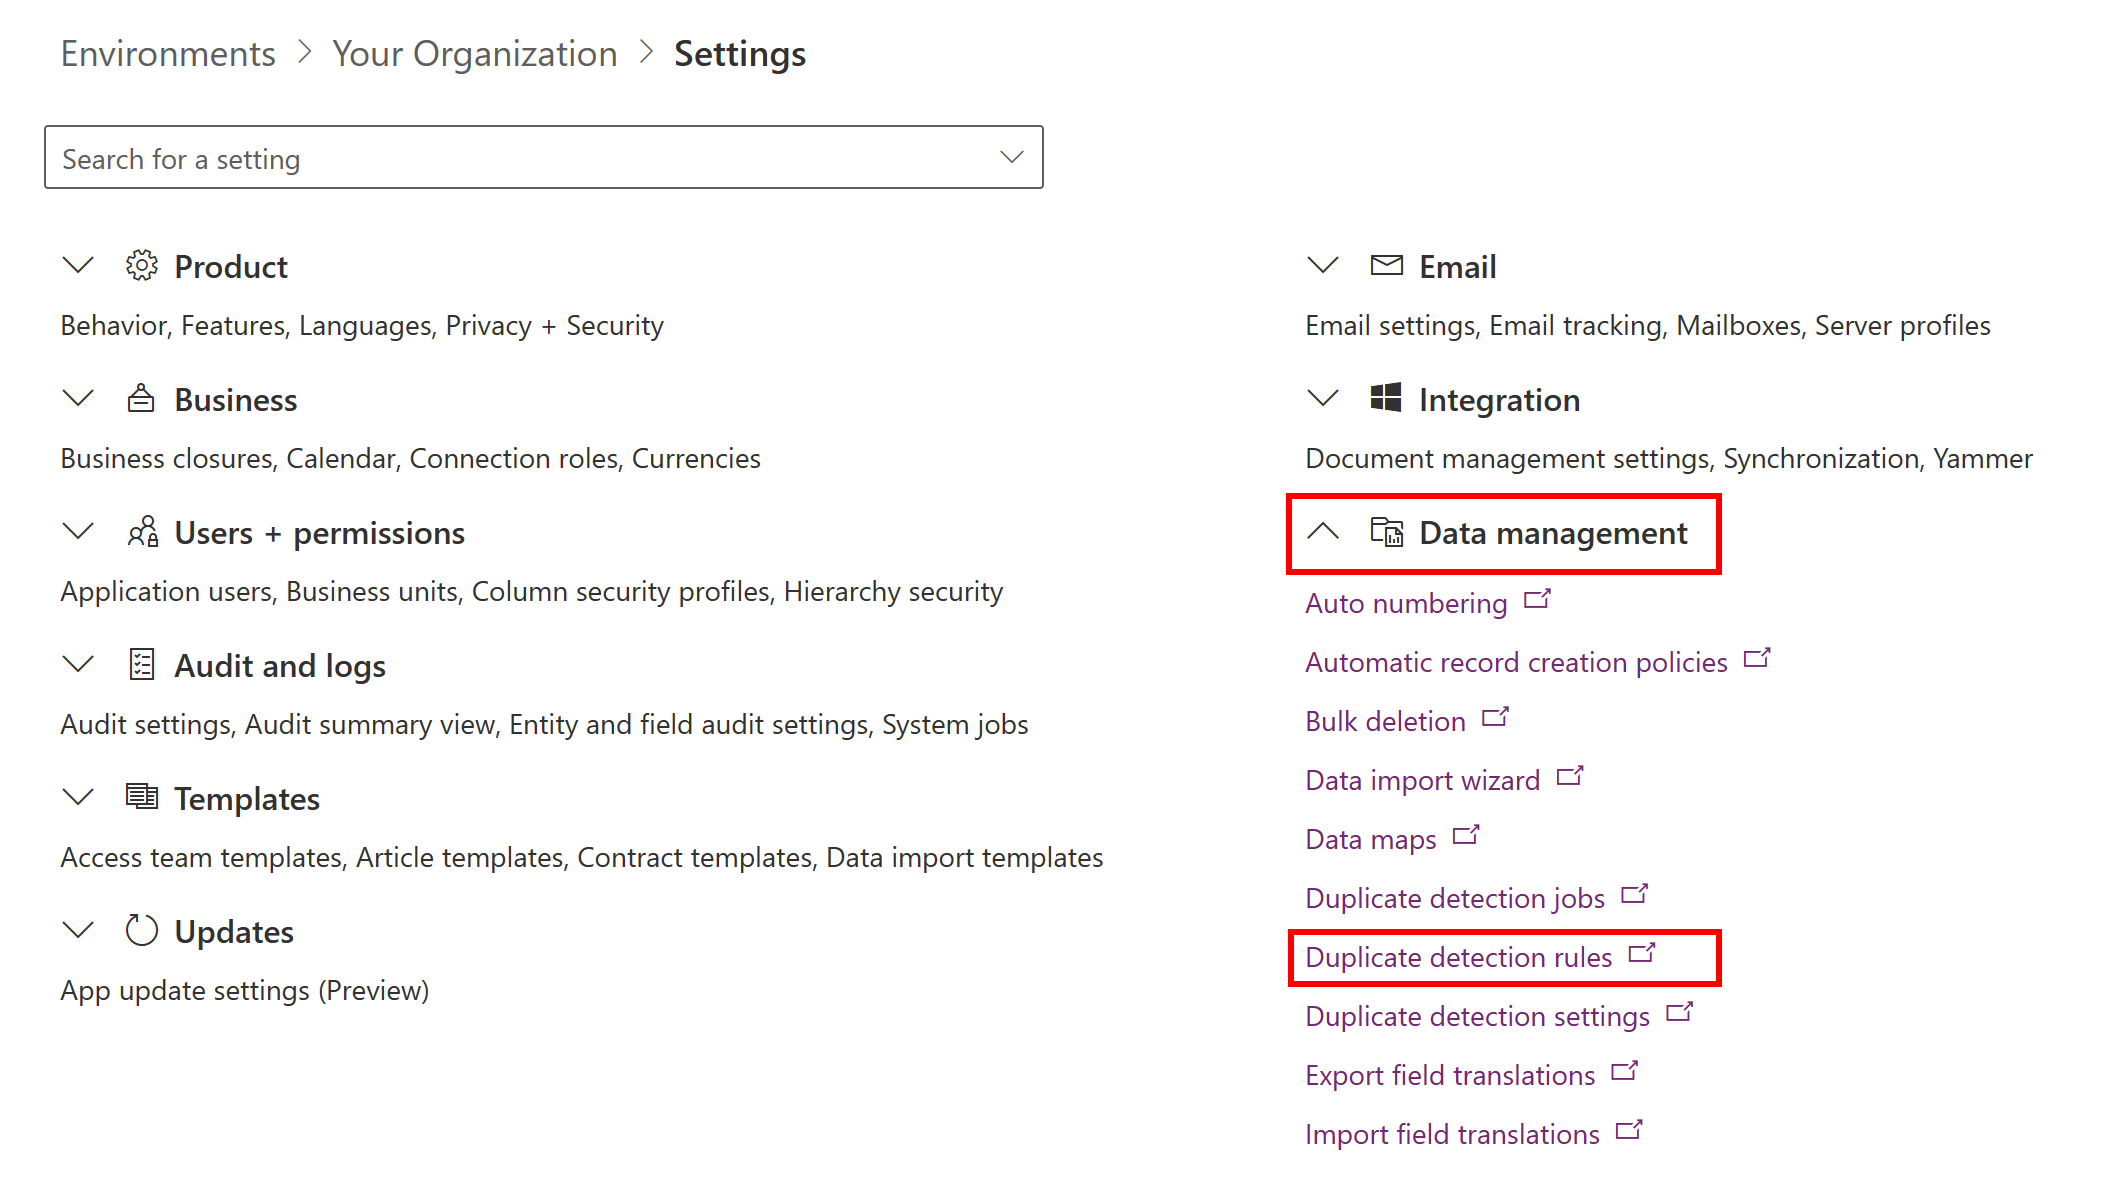 Environments > Your Organization > Settings
Search for a setting
Product
Behavior, Features, Languages, Privacy + Security
Business
Business closures, Calendar, Connection roles, Currencies
Users + permissions
Application users, Business units, Column security profiles, Hierarchy security
Audit and logs
Audit settings, Audit summary view, Entity and field audit settings, System jobs
Templates
Access team templates, Article templates, Contract templates, Data import templates
Updates
App update settings (Preview)
Email
Email settings, Email tracking, Mailboxes, Server profiles
Integration
Document management settings, Synchronization, Yammer
Data management
Auto numbering
Automatic record creation policies
Bulk deletion
Data import wizard
Data maps
Duplicate detection jobs
Duplicate detection rules
Duplicate detection settings
Export field translations
Import field translations